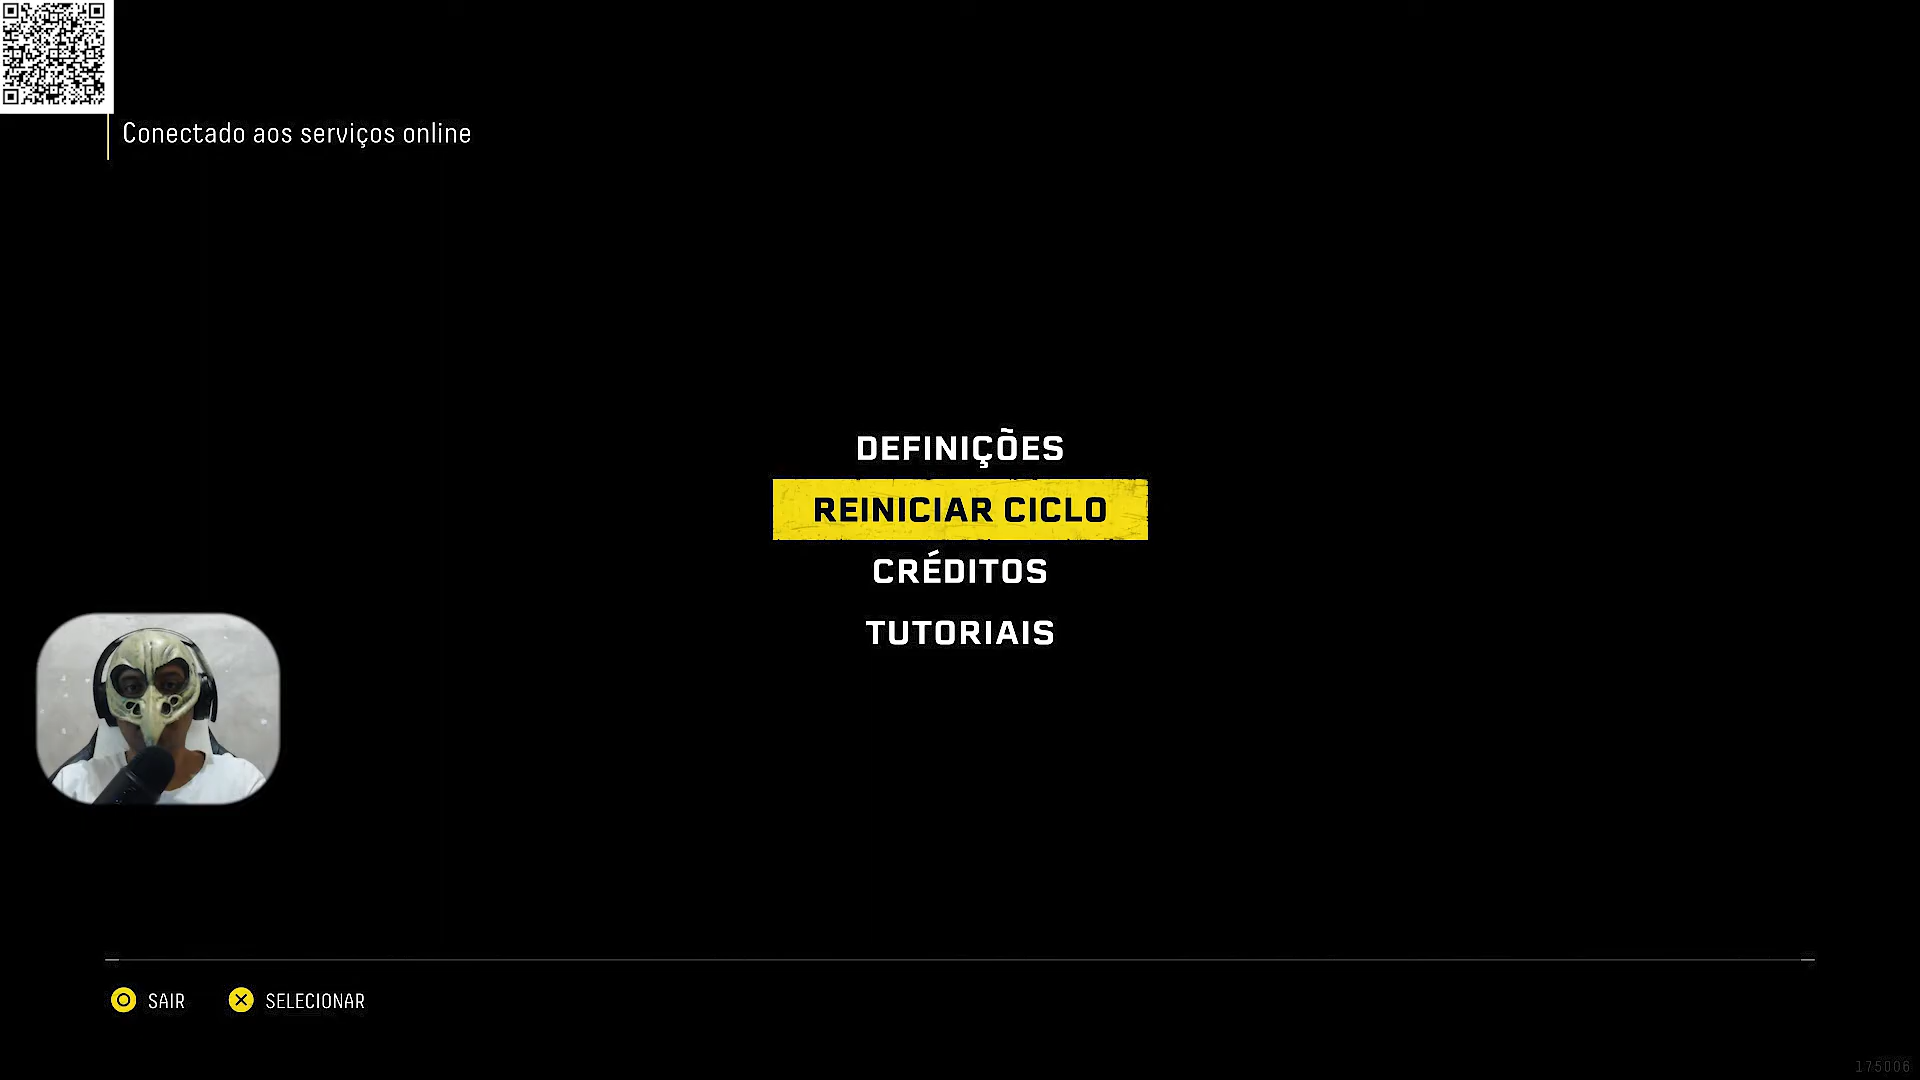 Conectado aos serviços online
DEFINIÇÕES
REINICIAR CICLO
CRÉDITOS
TUTORIAIS
SAIR
SELECIONAR
175006